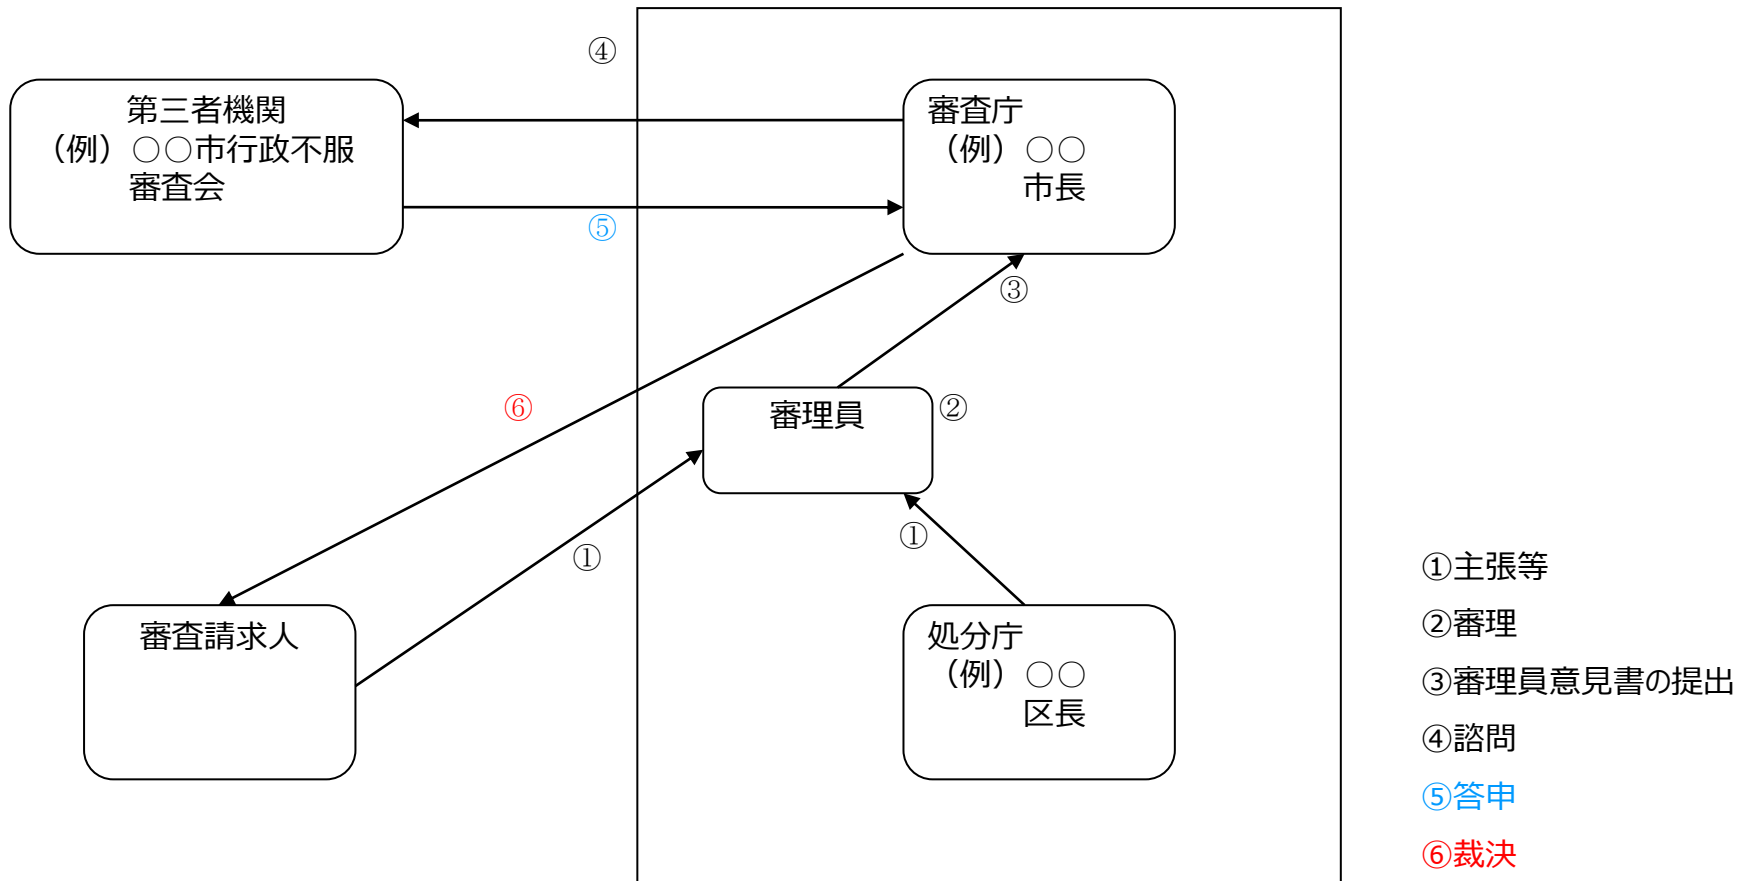 ④
第三者機関
（例）○○市行政不服
審査会
審査庁
（例）○○
市長
⑤
③
⑥
審理員
②
①
①
審査請求人
処分庁
（例）○○
区長
①主張等
②審理
③審理員意見書の提出
④諮問
⑤答申
⑥裁決